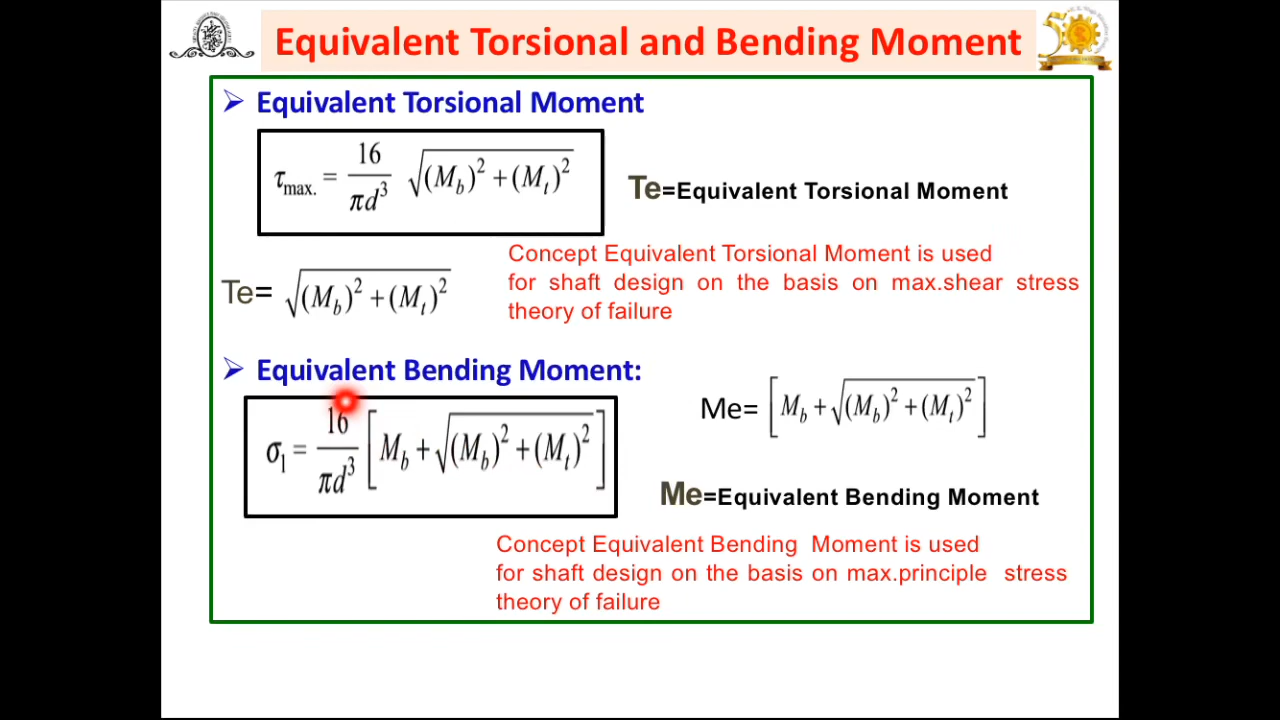 Equivalent Torsional and Bending Moment
➢ Equivalent Torsional Moment
τmax. = 16 / πd³ √(Mb)² + (Mt)²
Te=Equivalent Torsional Moment
Concept Equivalent Torsional Moment is used
for shaft design on the basis on max.shear stress
theory of failure
Te= √(Mb)² + (Mt)²
➢ Equivalent Bending Moment:
σ1 = 16 / πd³ [Mb + √(Mb)² + (Mt)²]
Me= [Mb + √(Mb)² + (Mt)²]
Me=Equivalent Bending Moment
Concept Equivalent Bending Moment is used
for shaft design on the basis on max.principle stress
theory of failure